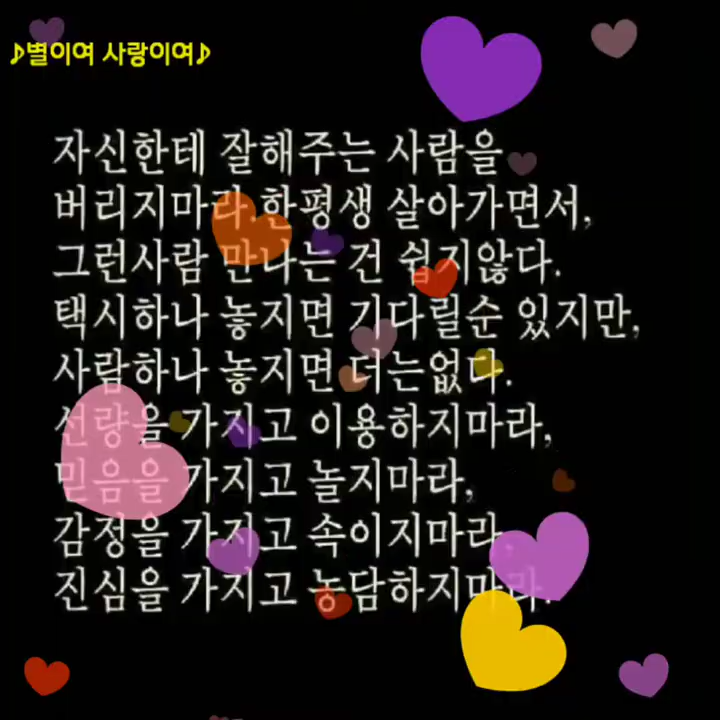 ♪별이여 사랑이여♪
자신한테 잘해주는 사람을
버리지마라.한평생 살아가면서,
그런사람 만나는 건 쉽지않다.
택시하나 놓지면 기다릴순 있지만,
사람하나 놓지면 더는없다.
선량을 가지고 이용하지마라,
믿음을 가지고 놀지마라,
감정을 가지고 속이지마라,
진심을 가지고 농담하지마라.